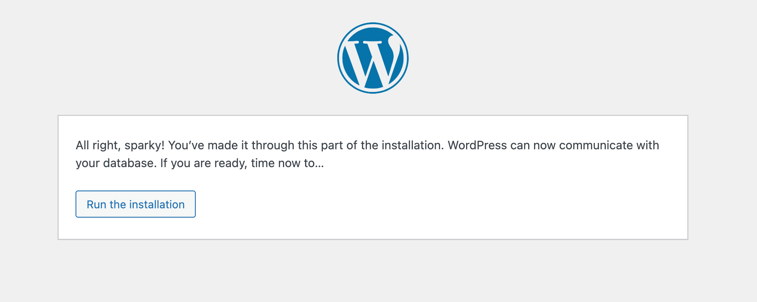 All right, sparky! You’ve made it through this part of the installation. WordPress can now communicate with
your database. If you are ready, time now to…
Run the installation